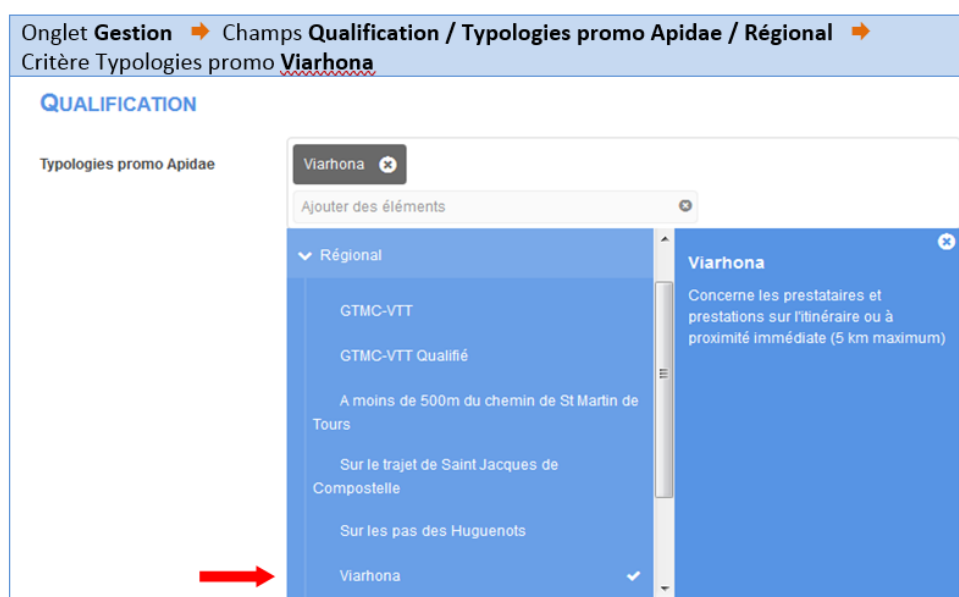 Onglet Gestion ➔ Champs Qualification / Typologies promo Apidae / Régional ➔
Critère Typologies promo Viarhona
QUALIFICATION
Typologies promo Apidae
Viarhona
Ajouter des éléments
Régional
GTMC-VTT
GTMC-VTT Qualifié
A moins de 500m du chemin de St Martin de
Tours
Sur le trajet de Saint Jacques de
Compostelle
Sur les pas des Huguenots
Viarhona
Viarhona
Concerne les prestataires et
prestations sur l'itinéraire ou à
proximité immédiate (5 km maximum)